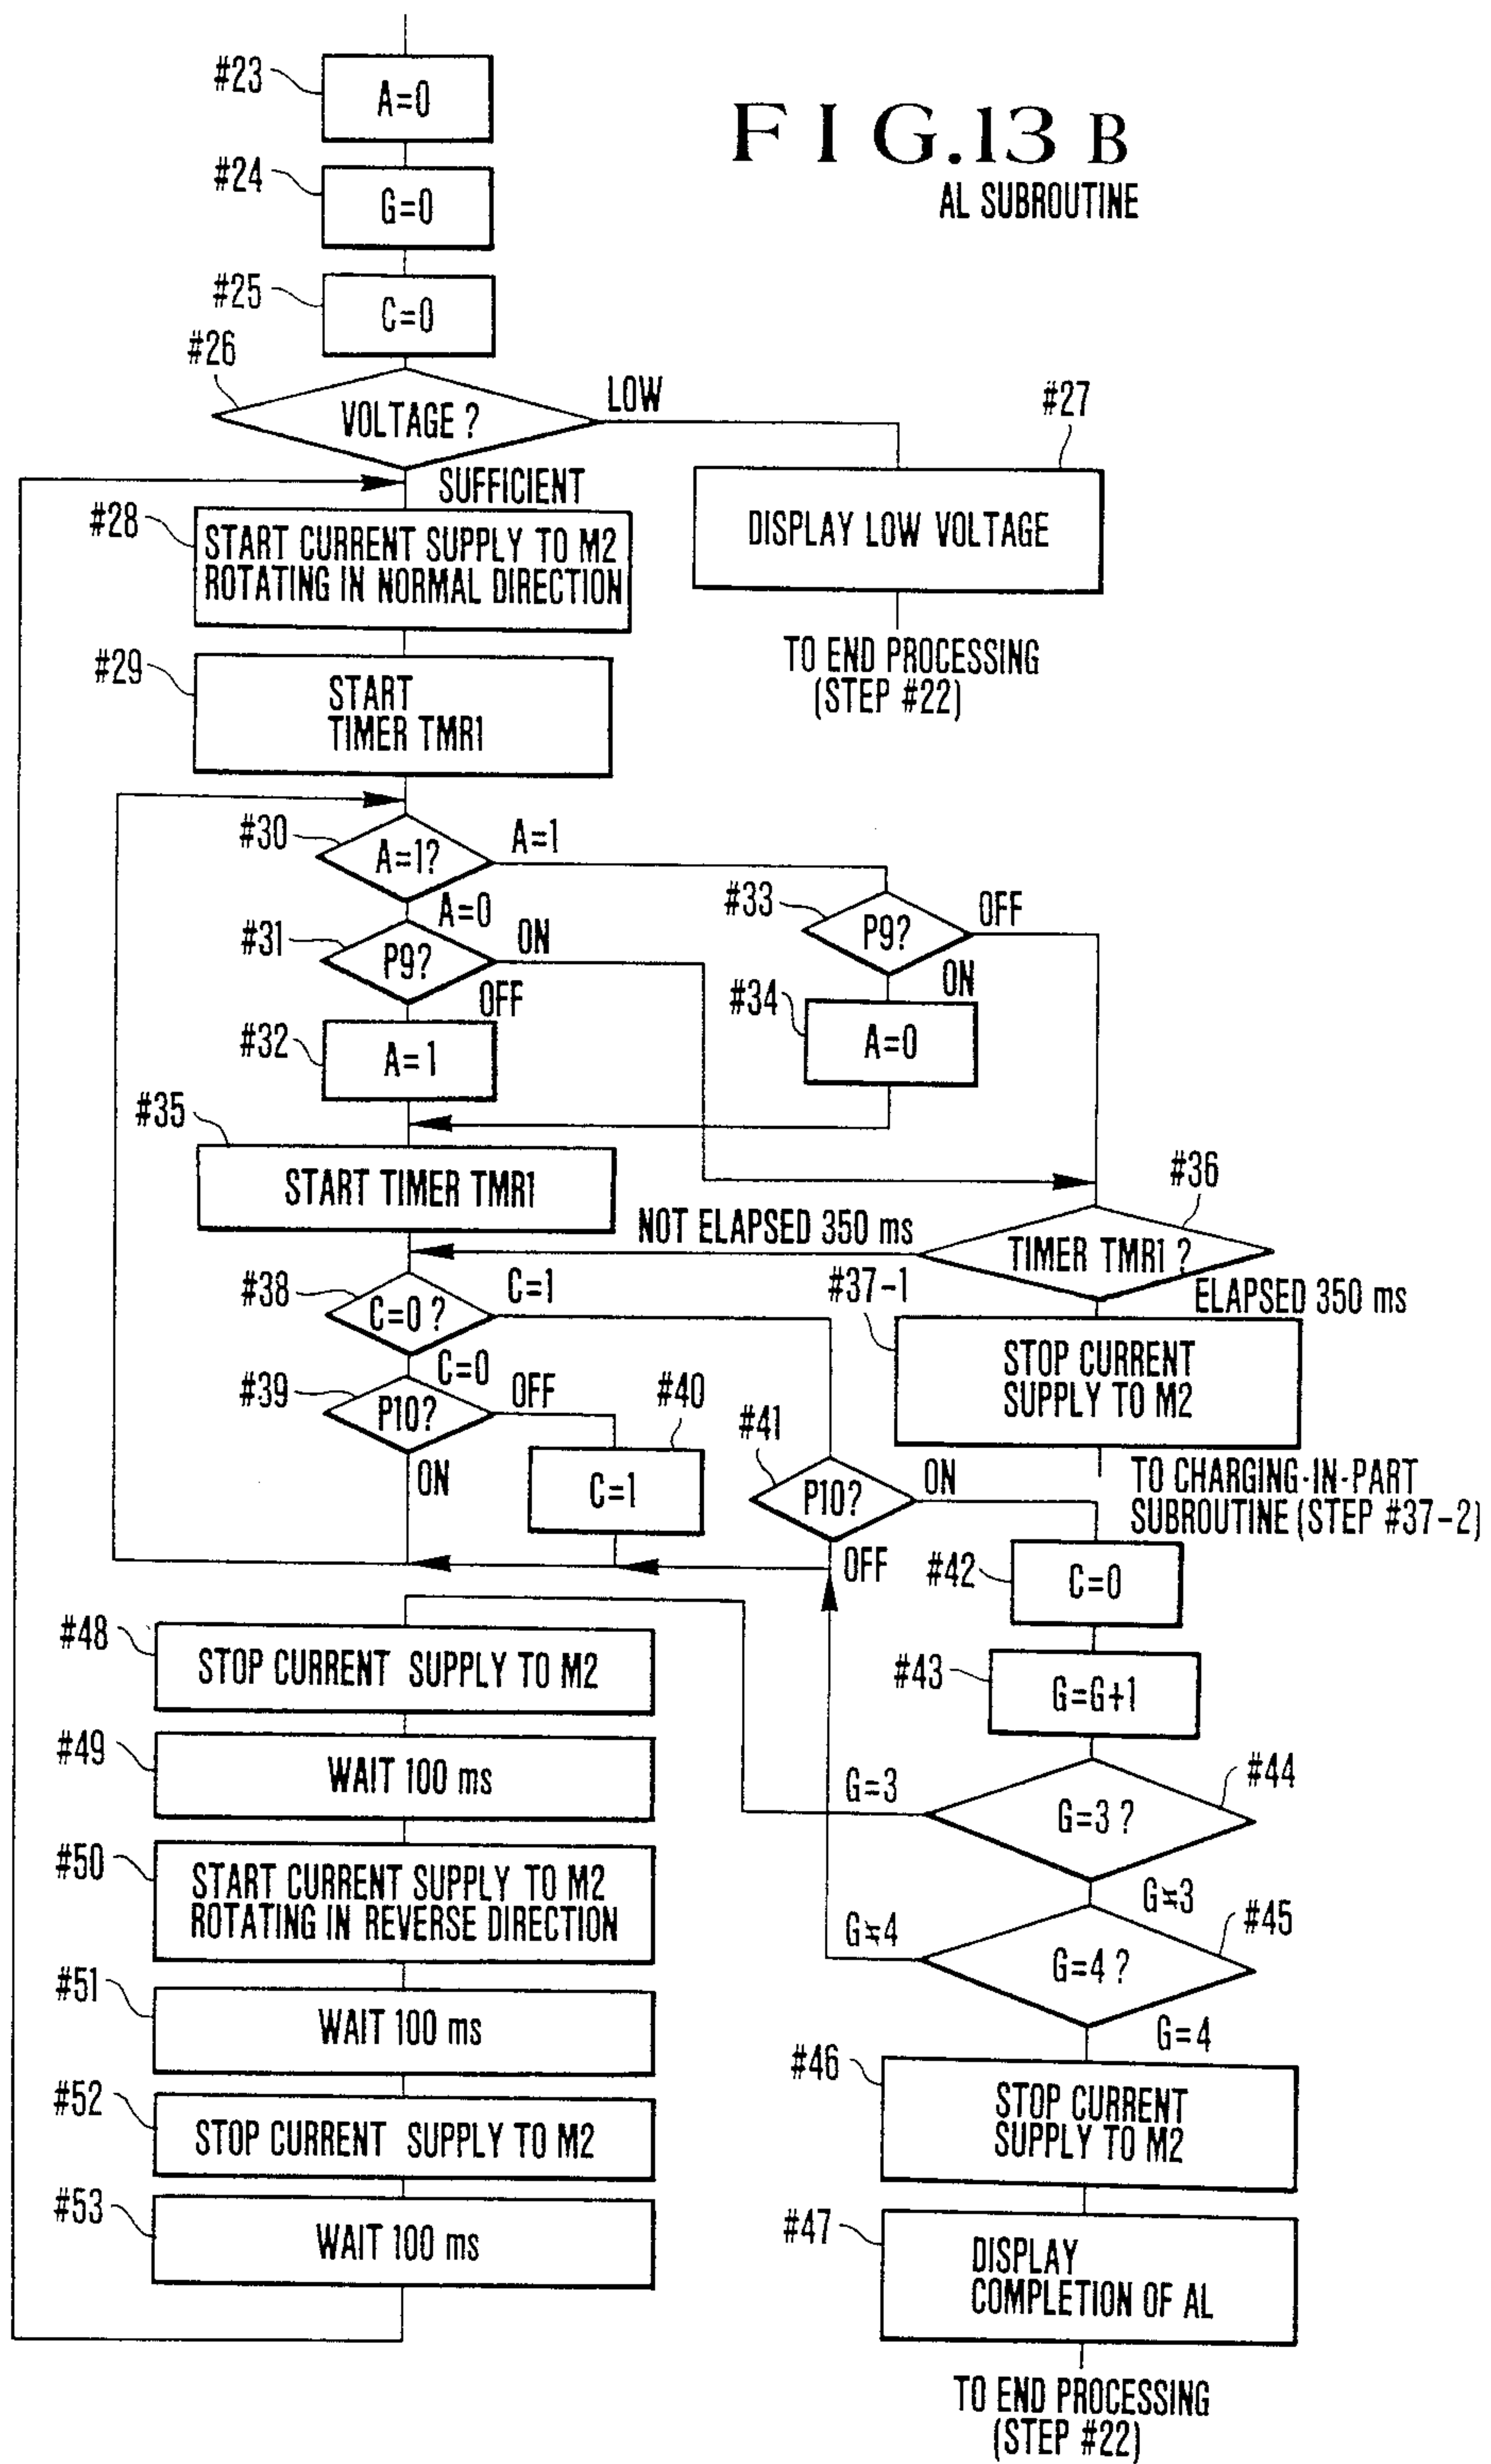 FIG.13 B
AL SUBROUTINE
#23
A=0
#24
G=0
#25
C=0
#26
VOLTAGE ?
LOW
SUFFICIENT
#27
DISPLAY LOW VOLTAGE
TO END PROCESSING
(STEP #22)
#28
START CURRENT SUPPLY TO M2
ROTATING IN NORMAL DIRECTION
#29
START
TIMER TMR1
#30
A=1?
A=1
A=0
#31
P9?
ON
OFF
#32
A=1
#33
P9?
OFF
ON
#34
A=0
#35
START TIMER TMR1
#36
TIMER TMR1 ?
NOT ELAPSED 350 ms
ELAPSED 350 ms
#37-1
STOP CURRENT
SUPPLY TO M2
TO CHARGING-IN-PART
SUBROUTINE (STEP #37-2)
#38
C=0 ?
C=1
C=0
#39
P10?
OFF
ON
#40
C=1
#41
P10?
ON
OFF
#42
C=0
#43
G=G+1
#44
G=3 ?
G=3
G≠3
#45
G=4 ?
G≠4
G=4
#46
STOP CURRENT
SUPPLY TO M2
#47
DISPLAY
COMPLETION OF AL
TO END PROCESSING
(STEP #22)
#48
STOP CURRENT SUPPLY TO M2
#49
WAIT 100 ms
#50
START CURRENT SUPPLY TO M2
ROTATING IN REVERSE DIRECTION
#51
WAIT 100 ms
#52
STOP CURRENT SUPPLY TO M2
#53
WAIT 100 ms